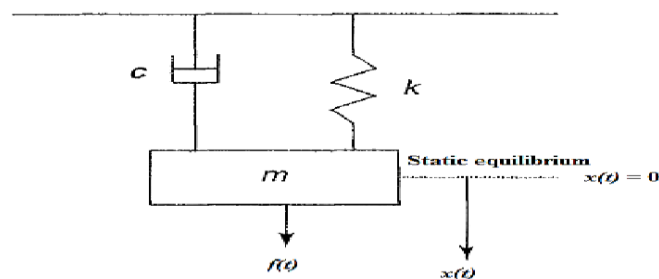 c
k
Static equilibrium
m
x(t) = 0
f(t)
x(t)